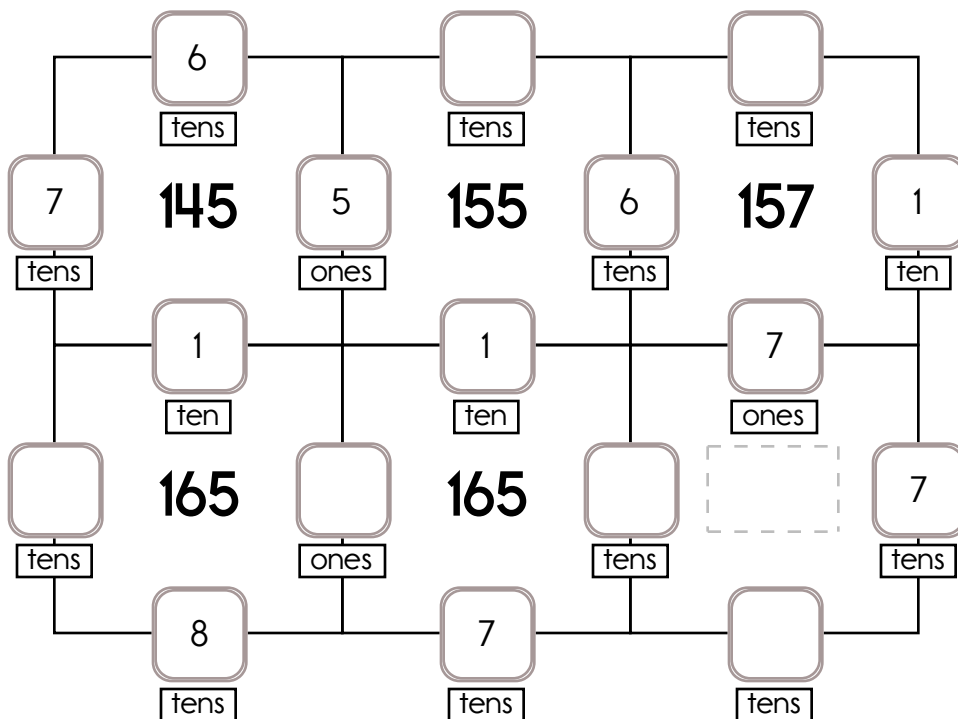 6
tens tens tens
7 145 5 155 6 157 1
tens ones tens ten
1 1 7
ten ten ones
165 165 7
tens ones tens tens
8 7
tens tens tens